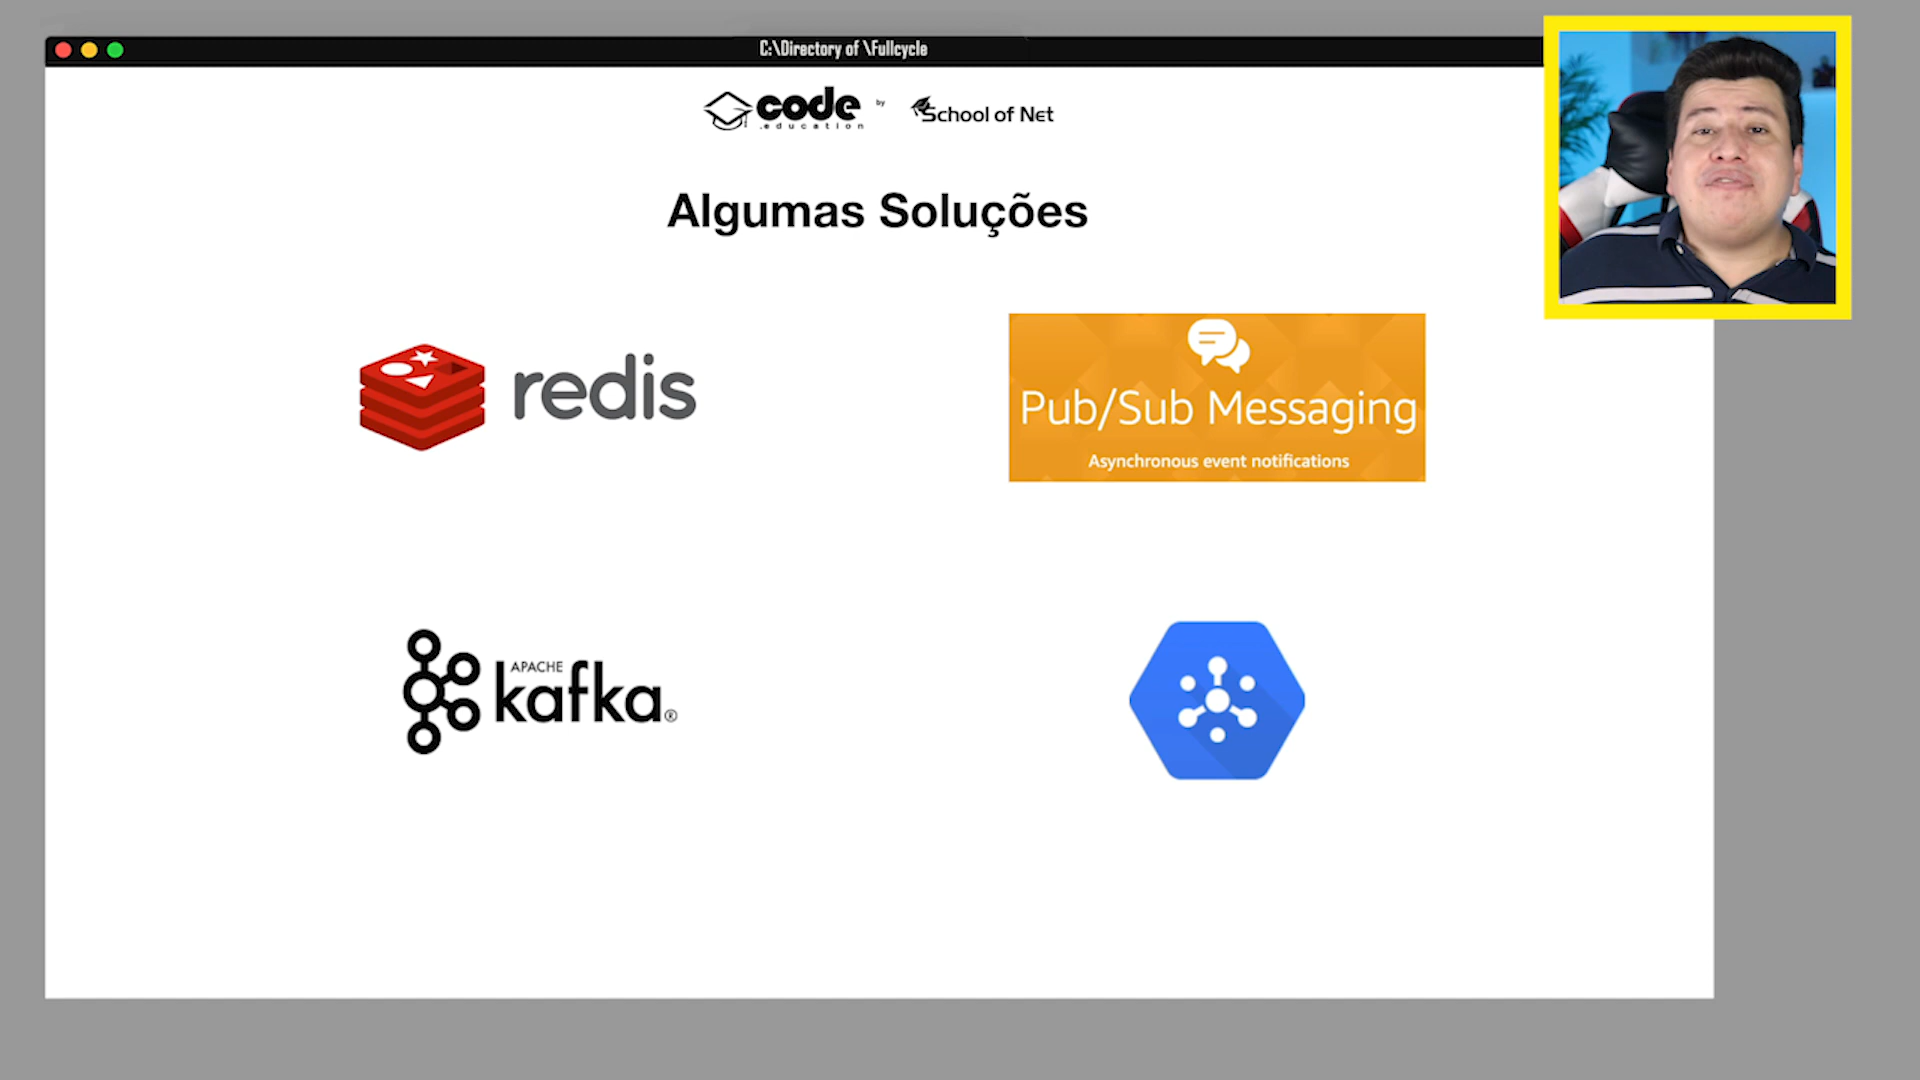 C:\Directory of \Fullcycle
code
.education
by
School of Net
Algumas Soluções
redis
Pub/Sub Messaging
Asynchronous event notifications
APACHE
kafka®